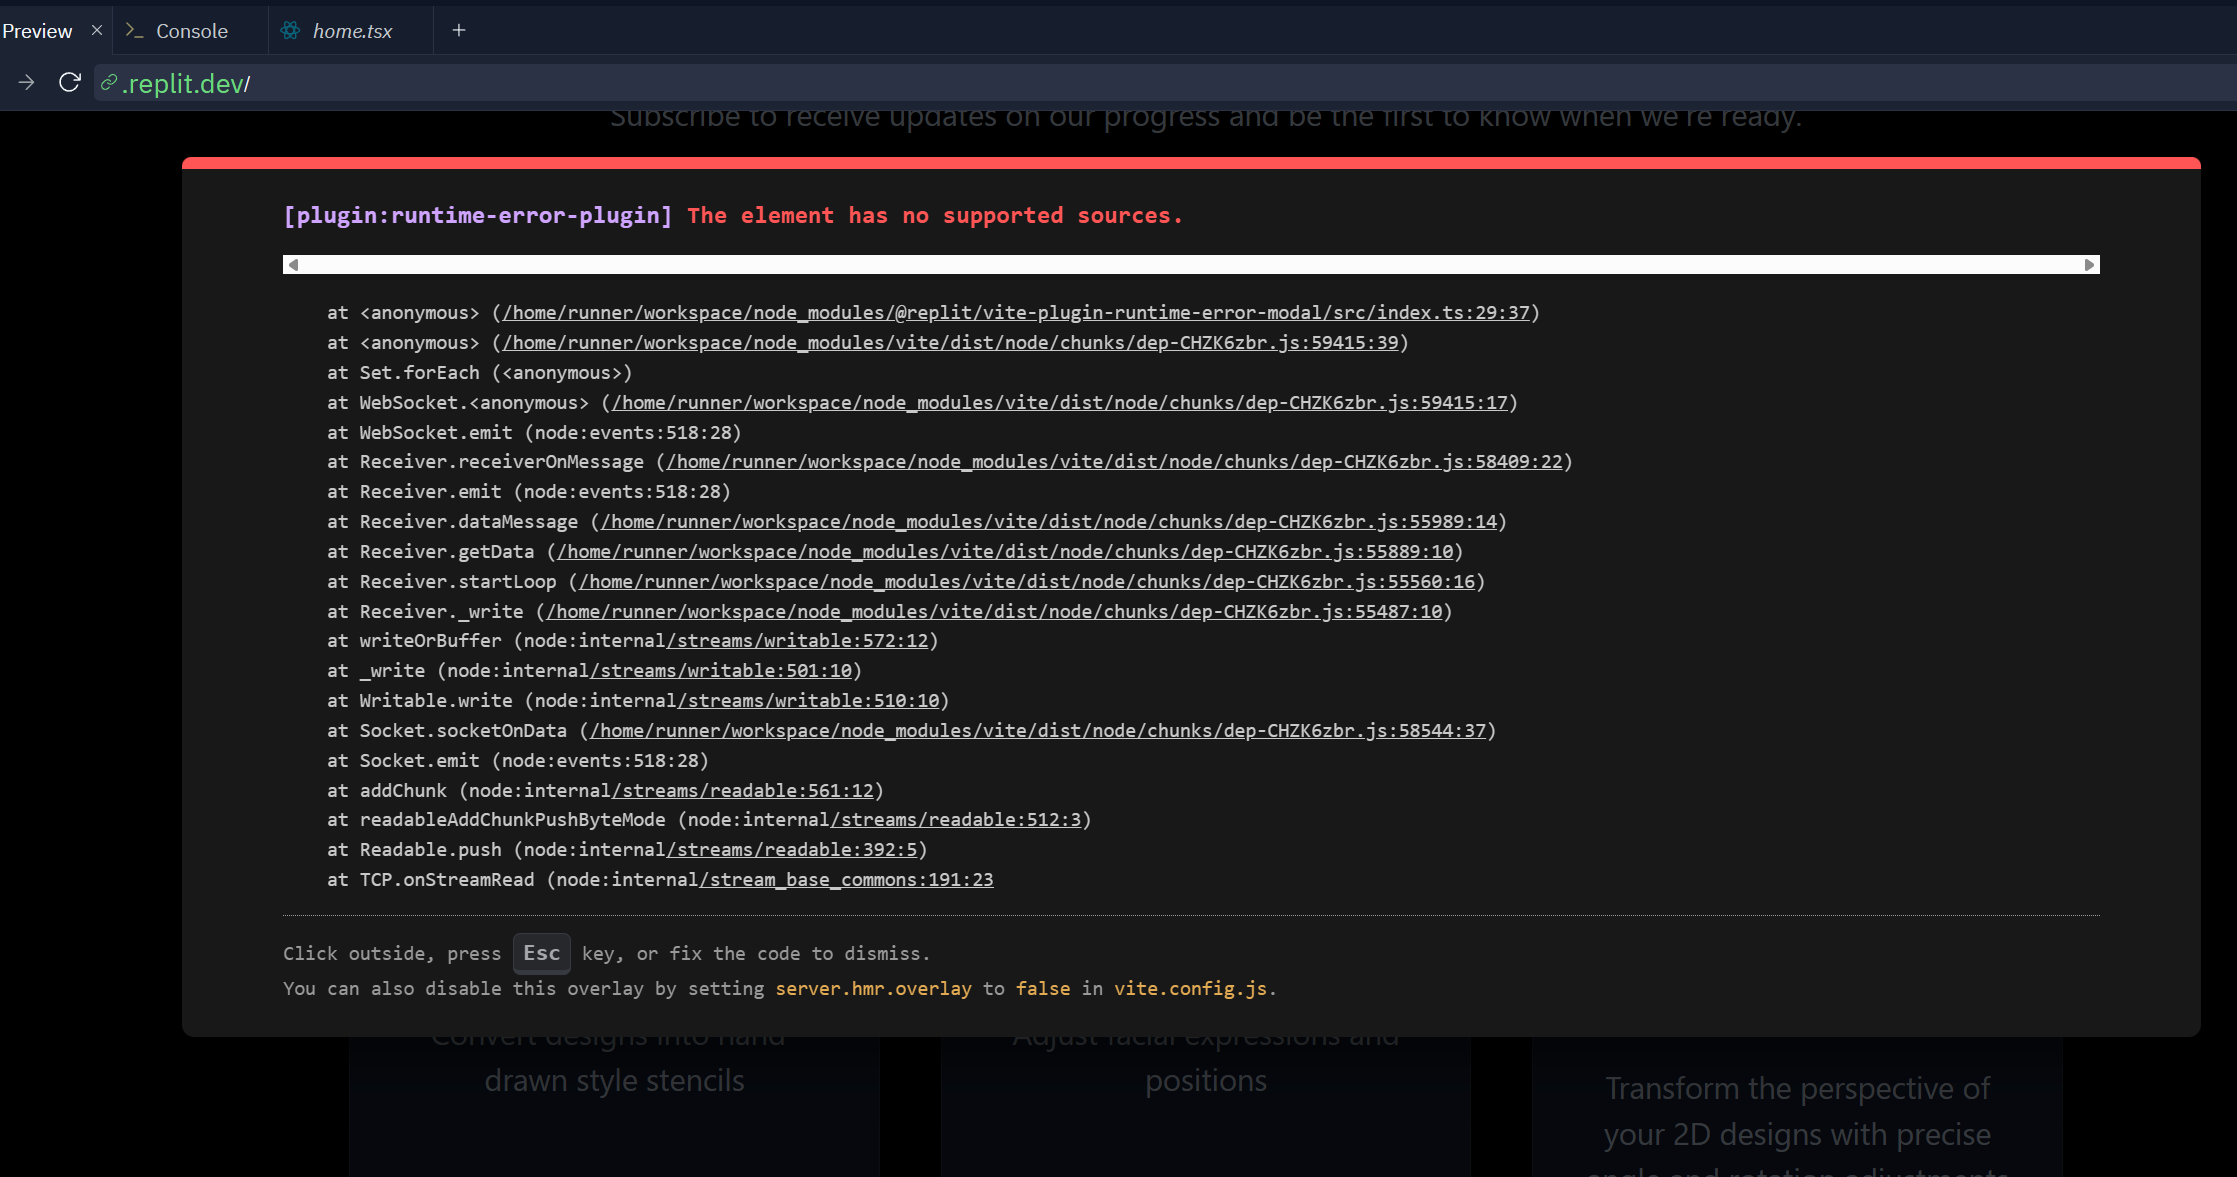 Preview × Console home.tsx +
.replit.dev/
Subscribe to receive updates on our progress and be the first to know when we're ready.
[plugin:runtime-error-plugin] The element has no supported sources.
at <anonymous> (/home/runner/workspace/node_modules/@replit/vite-plugin-runtime-error-modal/src/index.ts:29:37)
at <anonymous> (/home/runner/workspace/node_modules/vite/dist/node/chunks/dep-CHZK6zbr.js:59415:39)
at Set.forEach (<anonymous>)
at WebSocket.<anonymous> (/home/runner/workspace/node_modules/vite/dist/node/chunks/dep-CHZK6zbr.js:59415:17)
at WebSocket.emit (node:events:518:28)
at Receiver.receiverOnMessage (/home/runner/workspace/node_modules/vite/dist/node/chunks/dep-CHZK6zbr.js:58409:22)
at Receiver.emit (node:events:518:28)
at Receiver.dataMessage (/home/runner/workspace/node_modules/vite/dist/node/chunks/dep-CHZK6zbr.js:55989:14)
at Receiver.getData (/home/runner/workspace/node_modules/vite/dist/node/chunks/dep-CHZK6zbr.js:55889:10)
at Receiver.startLoop (/home/runner/workspace/node_modules/vite/dist/node/chunks/dep-CHZK6zbr.js:55560:16)
at Receiver._write (/home/runner/workspace/node_modules/vite/dist/node/chunks/dep-CHZK6zbr.js:55487:10)
at writeOrBuffer (node:internal/streams/writable:572:12)
at _write (node:internal/streams/writable:501:10)
at Writable.write (node:internal/streams/writable:510:10)
at Socket.socketOnData (/home/runner/workspace/node_modules/vite/dist/node/chunks/dep-CHZK6zbr.js:58544:37)
at Socket.emit (node:events:518:28)
at addChunk (node:internal/streams/readable:561:12)
at readableAddChunkPushByteMode (node:internal/streams/readable:512:3)
at Readable.push (node:internal/streams/readable:392:5)
at TCP.onStreamRead (node:internal/stream_base_commons:191:23
Click outside, press Esc key, or fix the code to dismiss.
You can also disable this overlay by setting server.hmr.overlay to false in vite.config.js.
Convert designs into hand
drawn style stencils
Adjust facial expressions and
positions
Transform the perspective of
your 2D designs with precise
angle and rotation adjustments